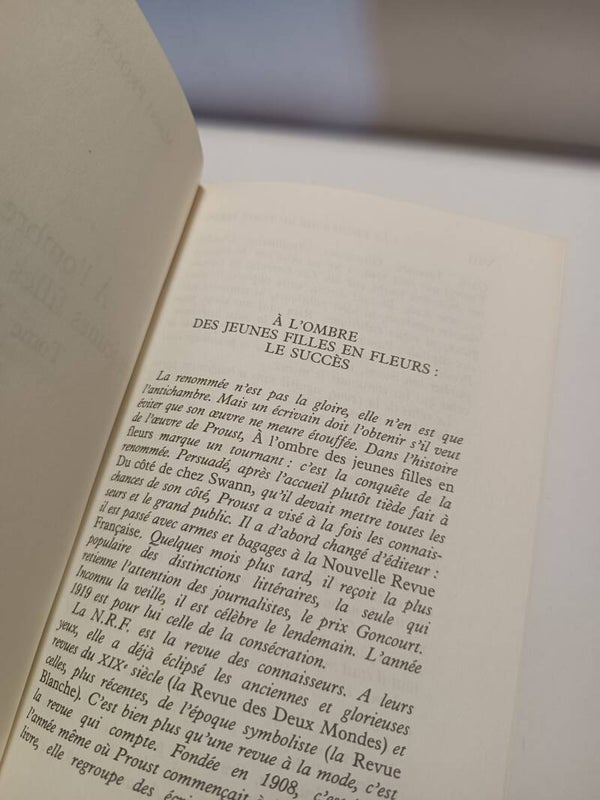 À L'OMBRE
DES JEUNES FILLES EN FLEURS :
LE SUCCÈS
La renommée n'est pas la gloire, elle n'en est que
l'antichambre. Mais un écrivain doit l'obtenir s'il veut
éviter que son œuvre ne meure étouffée. Dans l'histoire
de l'œuvre de Proust, À l'ombre des jeunes filles en
fleurs marque un tournant : c'est la conquête de la
renommée. Persuadé, après l'accueil plutôt tiède fait à
Du côté de chez Swann, qu'il devait mettre toutes les
chances de son côté, Proust a visé à la fois les connais-
seurs et le grand public. Il a d'abord changé d'éditeur :
il est passé avec armes et bagages à la Nouvelle Revue
Française. Quelques mois plus tard, il reçoit la plus
populaire des distinctions littéraires, la seule qui
retienne l'attention des journalistes, le prix Goncourt.
Inconnu la veille, il est célèbre le lendemain. L'année
1919 est pour lui celle de la consécration.
La N.R.F. est la revue des connaisseurs. A leurs
yeux, elle a déjà éclipsé les anciennes et glorieuses
revues du XIXe siècle (la Revue des Deux Mondes) et
celles, plus récentes, de l'époque symboliste (la Revue
Blanche). C'est bien plus qu'une revue à la mode, c'est
la revue qui compte. Fondée en 1908, c'es
l'année même où Proust commençait à
livre, elle regroupe des écri